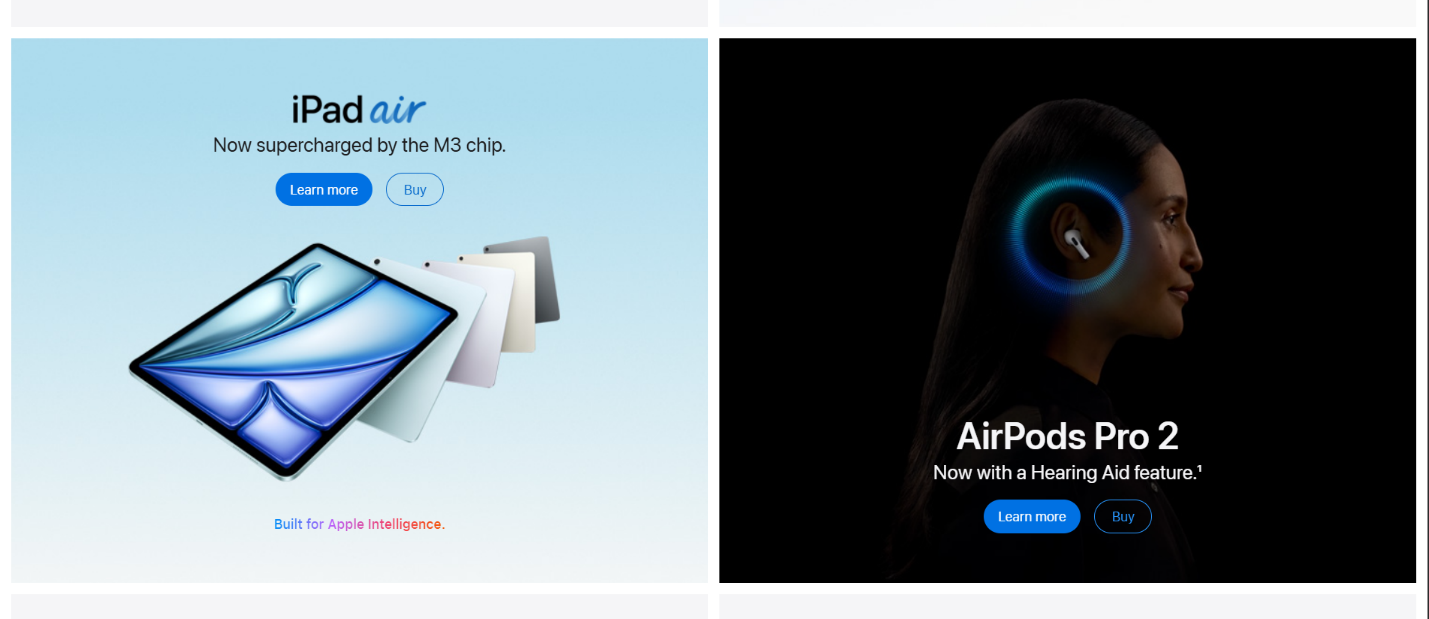 iPad air
Now supercharged by the M3 chip.
Learn more
Buy
Built for Apple Intelligence.
AirPods Pro 2
Now with a Hearing Aid feature.¹
Learn more
Buy